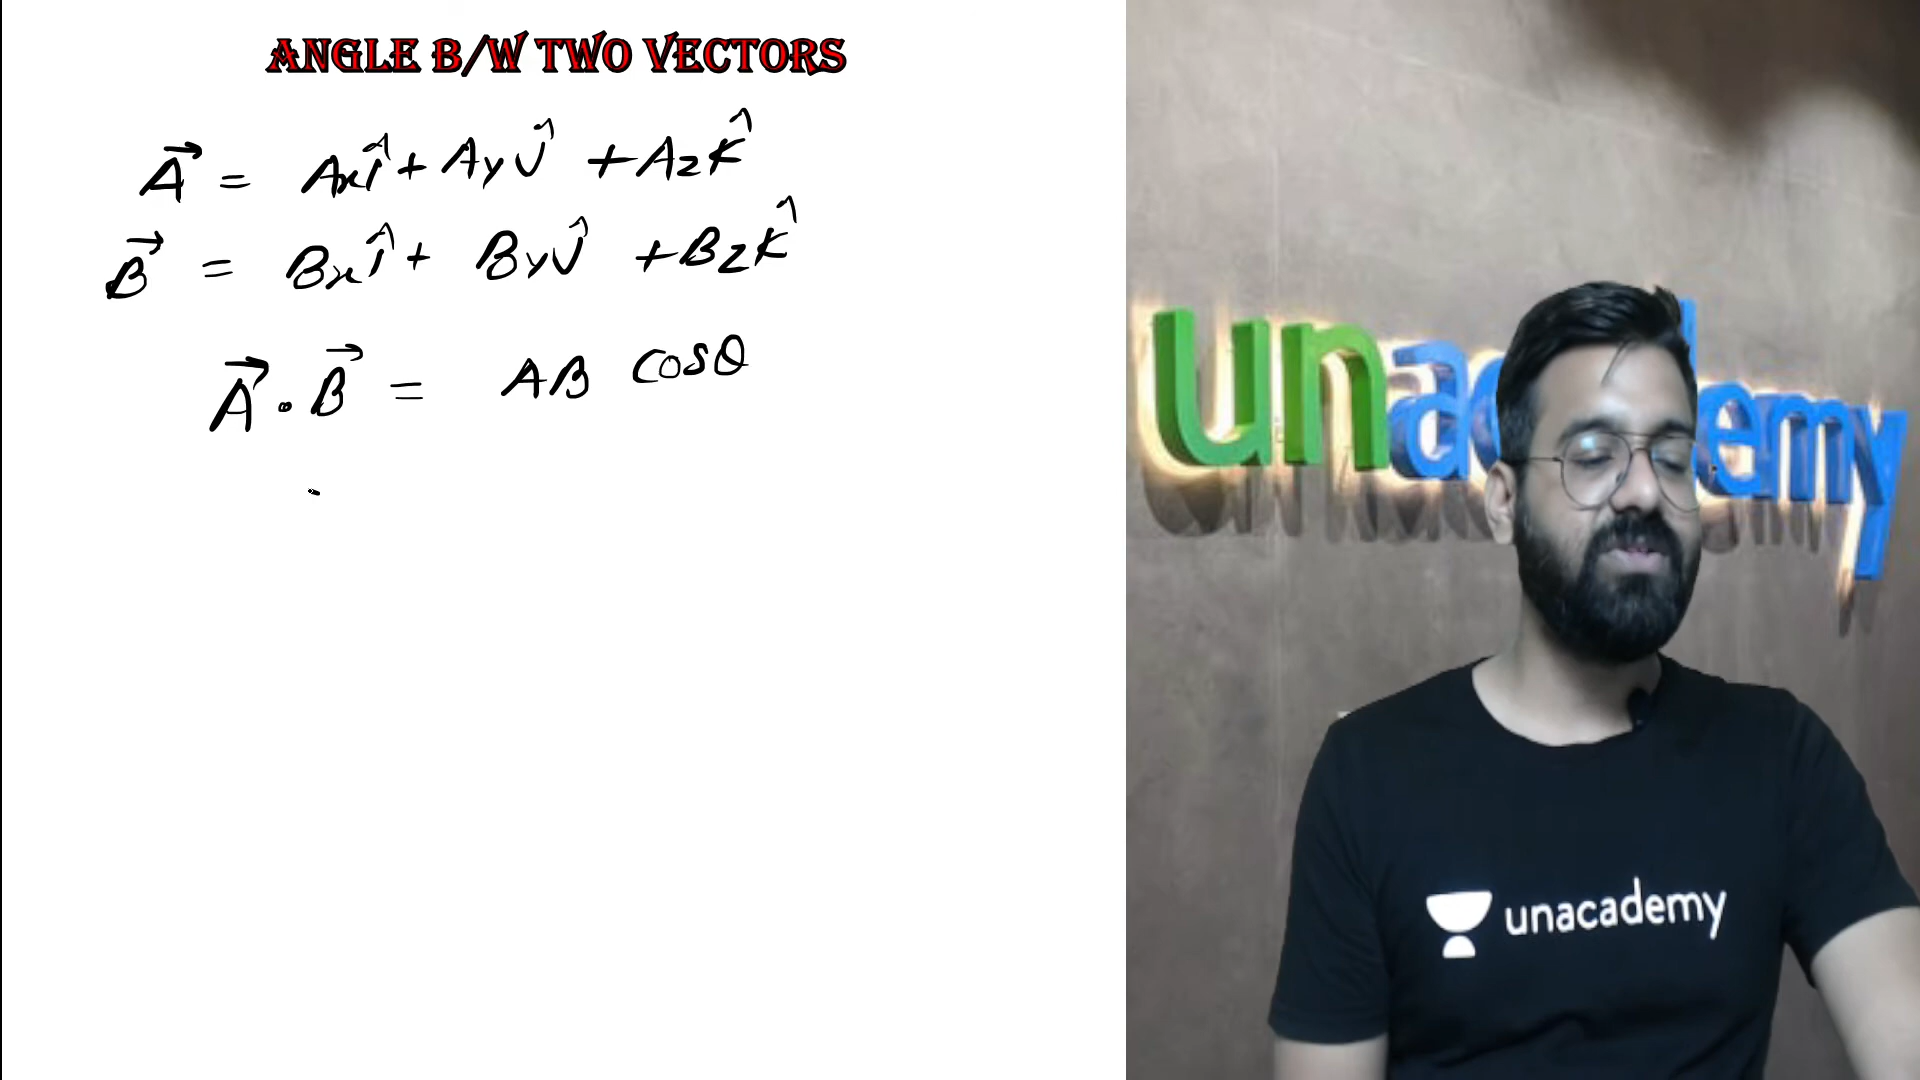 ANGLE B/W TWO VECTORS
A⃗ = Axî + Ayĵ + Azk̂
B⃗ = Bxî + Byĵ + Bzk̂
A⃗ · B⃗ = AB cosθ
unacademy
unacademy